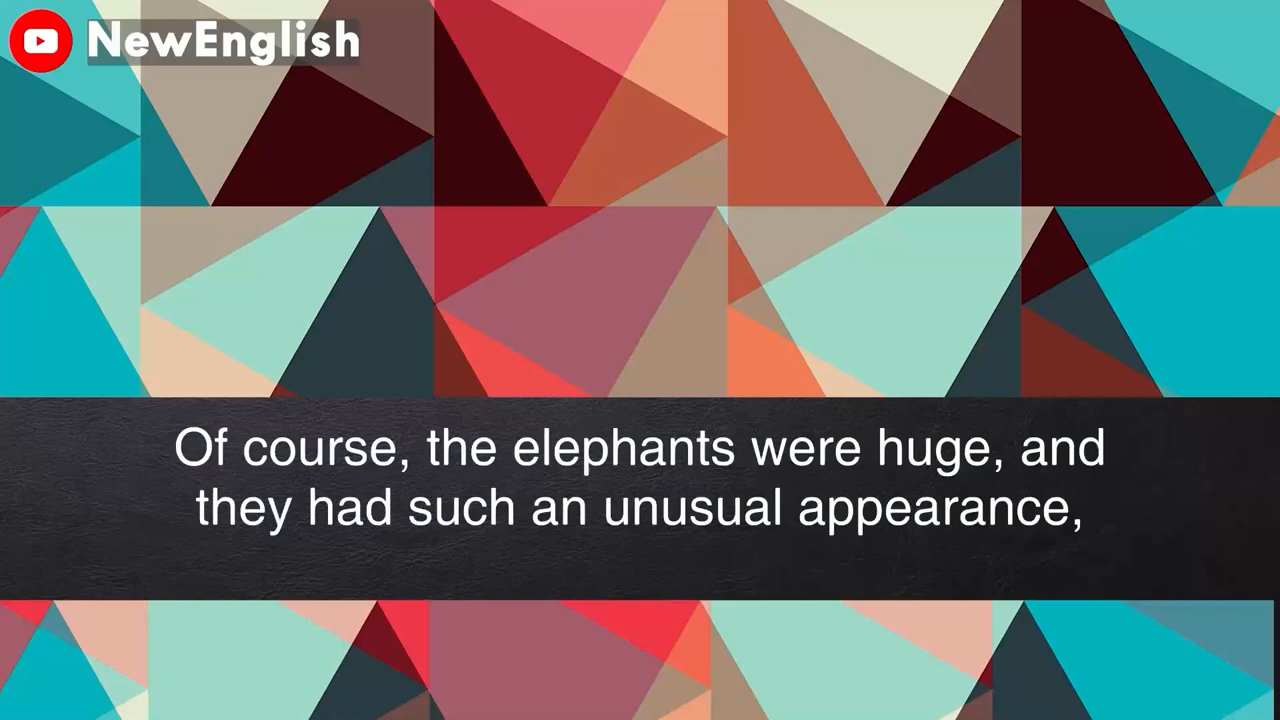 NewEnglish
Of course, the elephants were huge, and
they had such an unusual appearance,